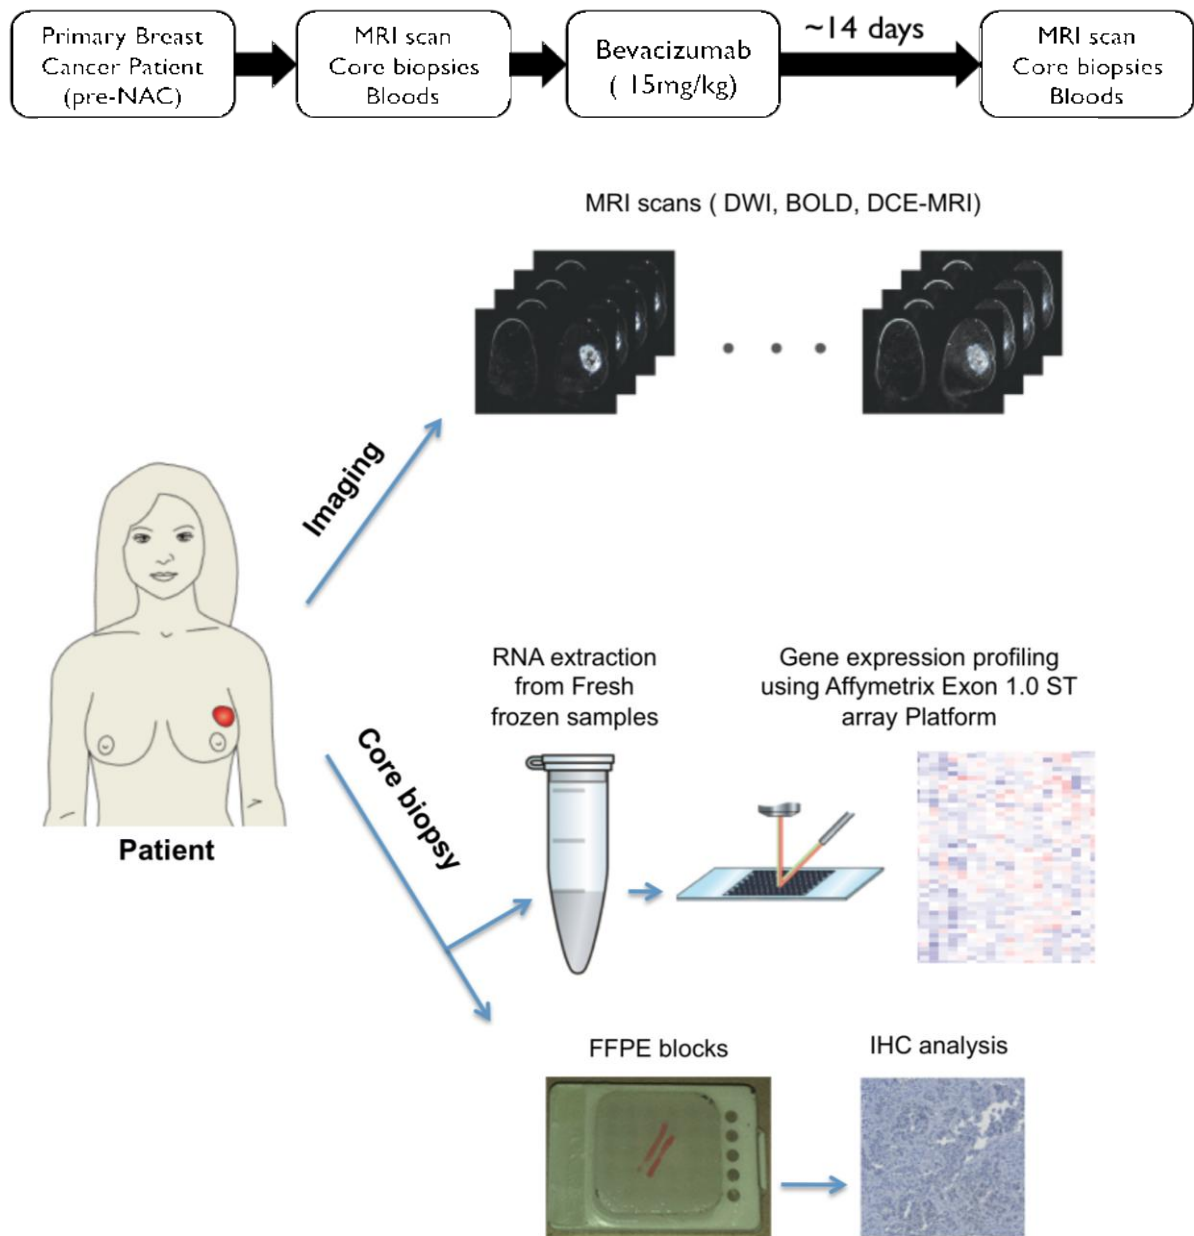 Primary Breast
Cancer Patient
(pre-NAC)
MRI scan
Core biopsies
Bloods
Bevacizumab
( 15mg/kg)
~14 days
MRI scan
Core biopsies
Bloods
MRI scans ( DWI, BOLD, DCE-MRI)
Imaging
Patient
Core biopsy
RNA extraction
from Fresh
frozen samples
Gene expression profiling
using Affymetrix Exon 1.0 ST
array Platform
FFPE blocks
IHC analysis